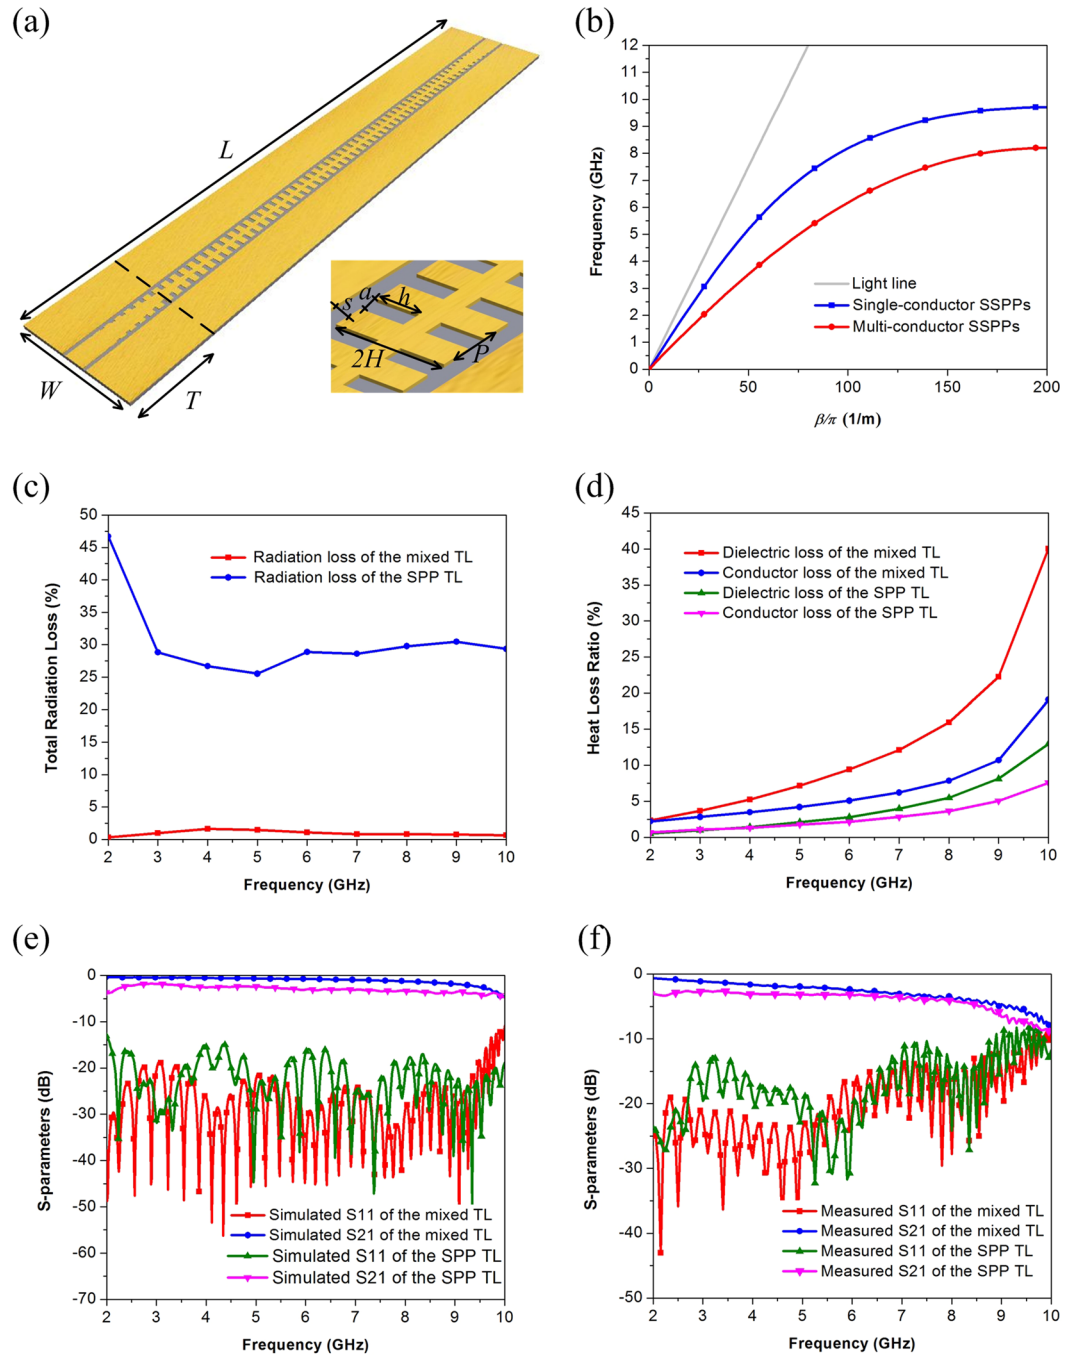 (a)
L
W
T
s
a
h
2H
P
(b)
12
11
10
9
8
7
6
5
4
3
2
1
0
Frequency (GHz)
Light line
Single-conductor SSPPs
Multi-conductor SSPPs
0 50 100 150 200
β/π (1/m)
(c)
50
45
40
35
30
25
20
15
10
5
0
Total Radiation Loss (%)
Radiation loss of the mixed TL
Radiation loss of the SPP TL
2 3 4 5 6 7 8 9 10
Frequency (GHz)
(d)
45
40
35
30
25
20
15
10
5
0
Heat Loss Ratio (%)
Dielectric loss of the mixed TL
Conductor loss of the mixed TL
Dielectric loss of the SPP TL
Conductor loss of the SPP TL
2 3 4 5 6 7 8 9 10
Frequency (GHz)
(e)
0
-10
-20
-30
-40
-50
-60
-70
S-parameters (dB)
Simulated S11 of the mixed TL
Simulated S21 of the mixed TL
Simulated S11 of the SPP TL
Simulated S21 of the SPP TL
2 3 4 5 6 7 8 9 10
Frequency (GHz)
(f)
0
-10
-20
-30
-40
-50
S-parameters (dB)
Measured S11 of the mixed TL
Measured S21 of the mixed TL
Measured S11 of the SPP TL
Measured S21 of the SPP TL
2 3 4 5 6 7 8 9 10
Frequency (GHz)